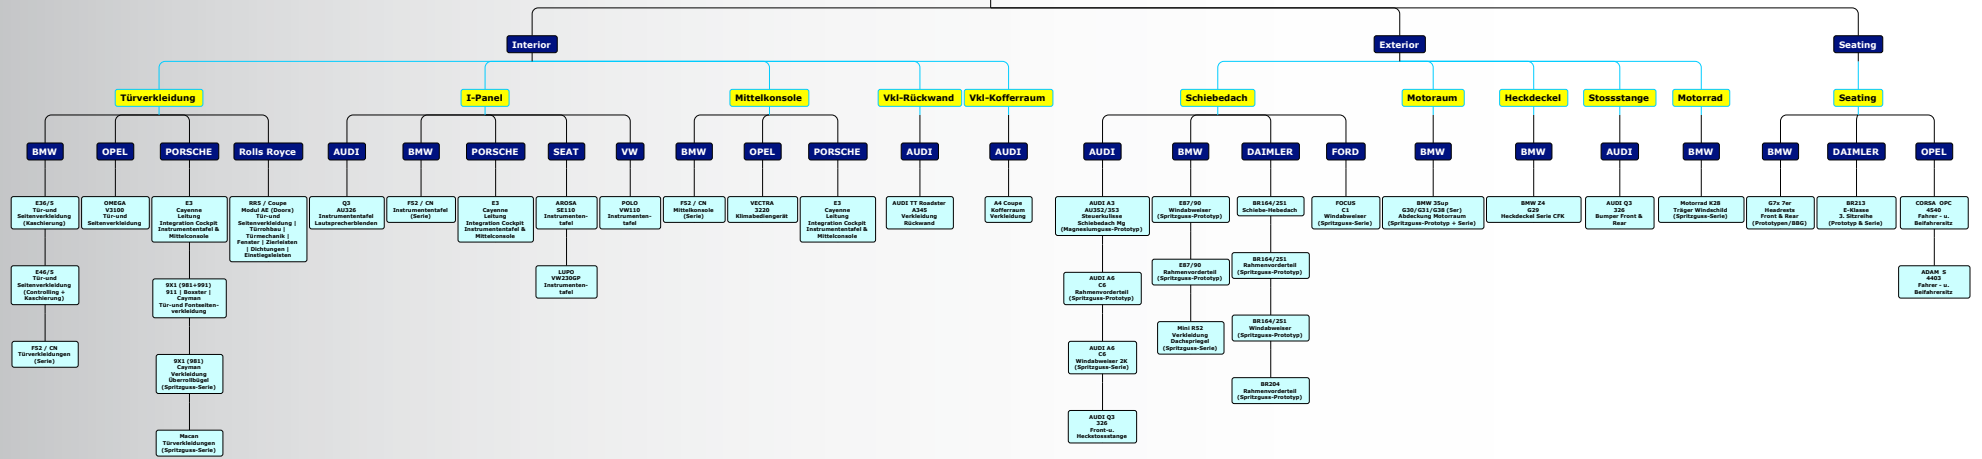 Interior
Exterior
Seating
Türverkleidung
I-Panel
Mittelkonsole
Vkl-Rückwand
Vkl-Kofferraum
Schiebedach
Motoraum
Heckdeckel
Stossstange
Motorrad
Seating
BMW
OPEL
PORSCHE
Rolls Royce
AUDI
BMW
PORSCHE
SEAT
VW
BMW
OPEL
PORSCHE
AUDI
AUDI
AUDI
BMW
DAIMLER
FORD
BMW
BMW
AUDI
BMW
BMW
DAIMLER
OPEL
E36/5
Tür-und
Seitenverkleidung
(Kaschierung)
OMEGA
V3100
Tür-und
Seitenverkleidung
E3
Cayenne
Leitung
Integration Cockpit
Instrumententafel &
Mittelconsole
RR5 / Coupe
Modul AE (Doors)
Tür-und
Seitenverkleidung |
Türrohbau |
Türmechanik |
Fenster | Zierleisten
| Dichtungen |
Einstiegsleisten
Q3
AU326
Instrumententafel
Lautsprecherblenden
F52 / CN
Instrumententafel
(Serie)
E3
Cayenne
Leitung
Integration Cockpit
Instrumententafel &
Mittelconsole
AROSA
SE110
Instrumenten-
tafel
POLO
VW110
Instrumenten-
tafel
F52 / CN
Mittelkonsole
(Serie)
VECTRA
3220
Klimabediengerät
E3
Cayenne
Leitung
Integration Cockpit
Instrumententafel &
Mittelconsole
AUDI TT Roadster
A345
Verkleidung
Rückwand
A4 Coupe
Kofferraum
Verkleidung
AUDI A3
AU352/353
Steuerkulisse
Schiebedach Mg
(Magnesiumguss-Prototyp)
E87/90
Windabweiser
(Spritzguss-Prototyp)
BR164/251
Schiebe-Hebedach
FOCUS
C1
Windabweiser
(Spritzguss-Serie)
BMW 35up
G30/G31/G38 (5er)
Abdeckung Motorraum
(Spritzguss-Prototyp + Serie)
BMW Z4
G29
Heckdeckel Serie CFK
AUDI Q3
326
Bumper Front &
Rear
Motorrad K28
Träger Windschild
(Spritzguss-Serie)
G7x 7er
Headrests
Front & Rear
(Prototypen/BBG)
BR213
E-Klasse
3. Sitzreihe
(Prototyp & Serie)
CORSA OPC
4540
Fahrer - u.
Beifahrersitz
E46/5
Tür-und
Seitenverkleidung
(Controlling +
Kaschierung)
9X1 (981+991)
911 | Boxster |
Cayman
Tür-und Fontseiten-
verkleidung
LUPO
VW230GP
Instrumenten-
tafel
AUDI A6
C6
Rahmenvorderteil
(Spritzguss-Prototyp)
E87/90
Rahmenvorderteil
(Spritzguss-Prototyp)
BR164/251
Rahmenvorderteil
(Spritzguss-Prototyp)
ADAM S
4403
Fahrer - u.
Beifahrersitz
F52 / CN
Türverkleidungen
(Serie)
9X1 (981)
Cayman
Verkleidung
Überrollbügel
(Spritzguss-Serie)
AUDI A6
C6
Windabweiser 2K
(Spritzguss-Serie)
Mini R52
Verkleidung
Dachspriegel
(Spritzguss-Serie)
BR164/251
Windabweiser
(Spritzguss-Prototyp)
Macan
Türverkleidungen
(Spritzguss-Serie)
AUDI Q3
326
Front-u.
Heckstossstange
BR204
Rahmenvorderteil
(Spritzguss-Prototyp)